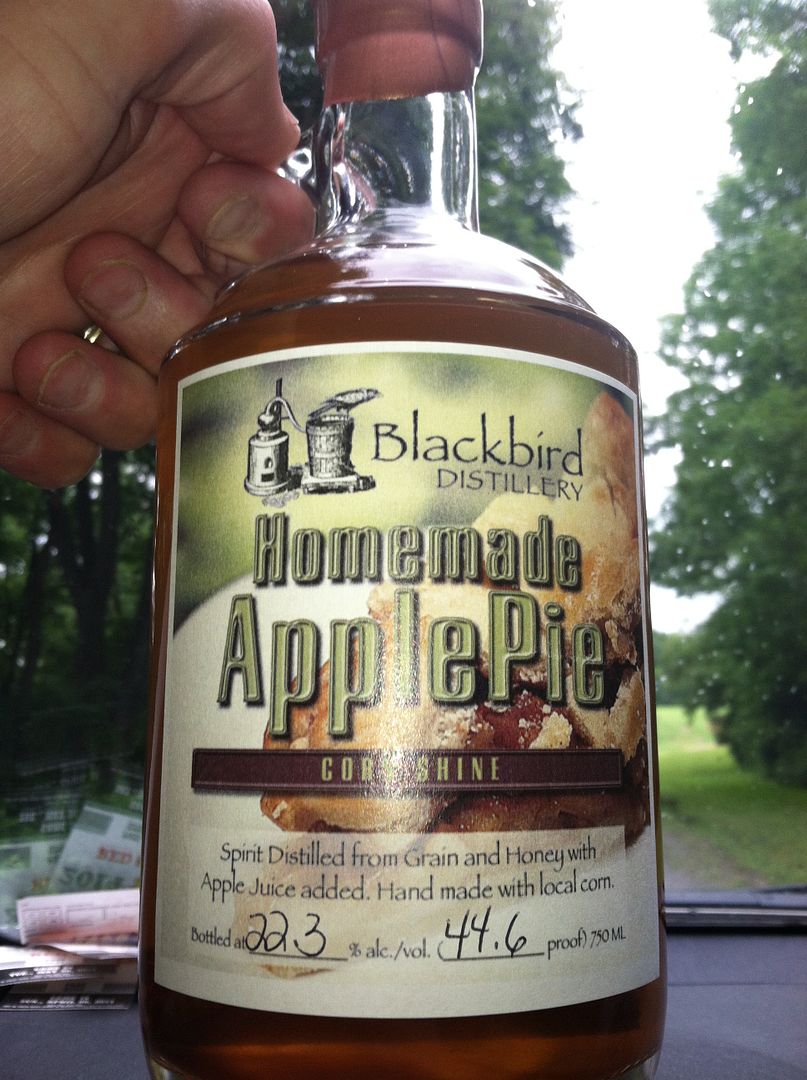 Blackbird
DISTILLERY
Homemade
ApplePie
CORN SHINE
Spirit Distilled from Grain and Honey with
Apple Juice added. Hand made with local corn.
Bottled at 22.3 % alc./vol. (44.6 proof) 750 ML